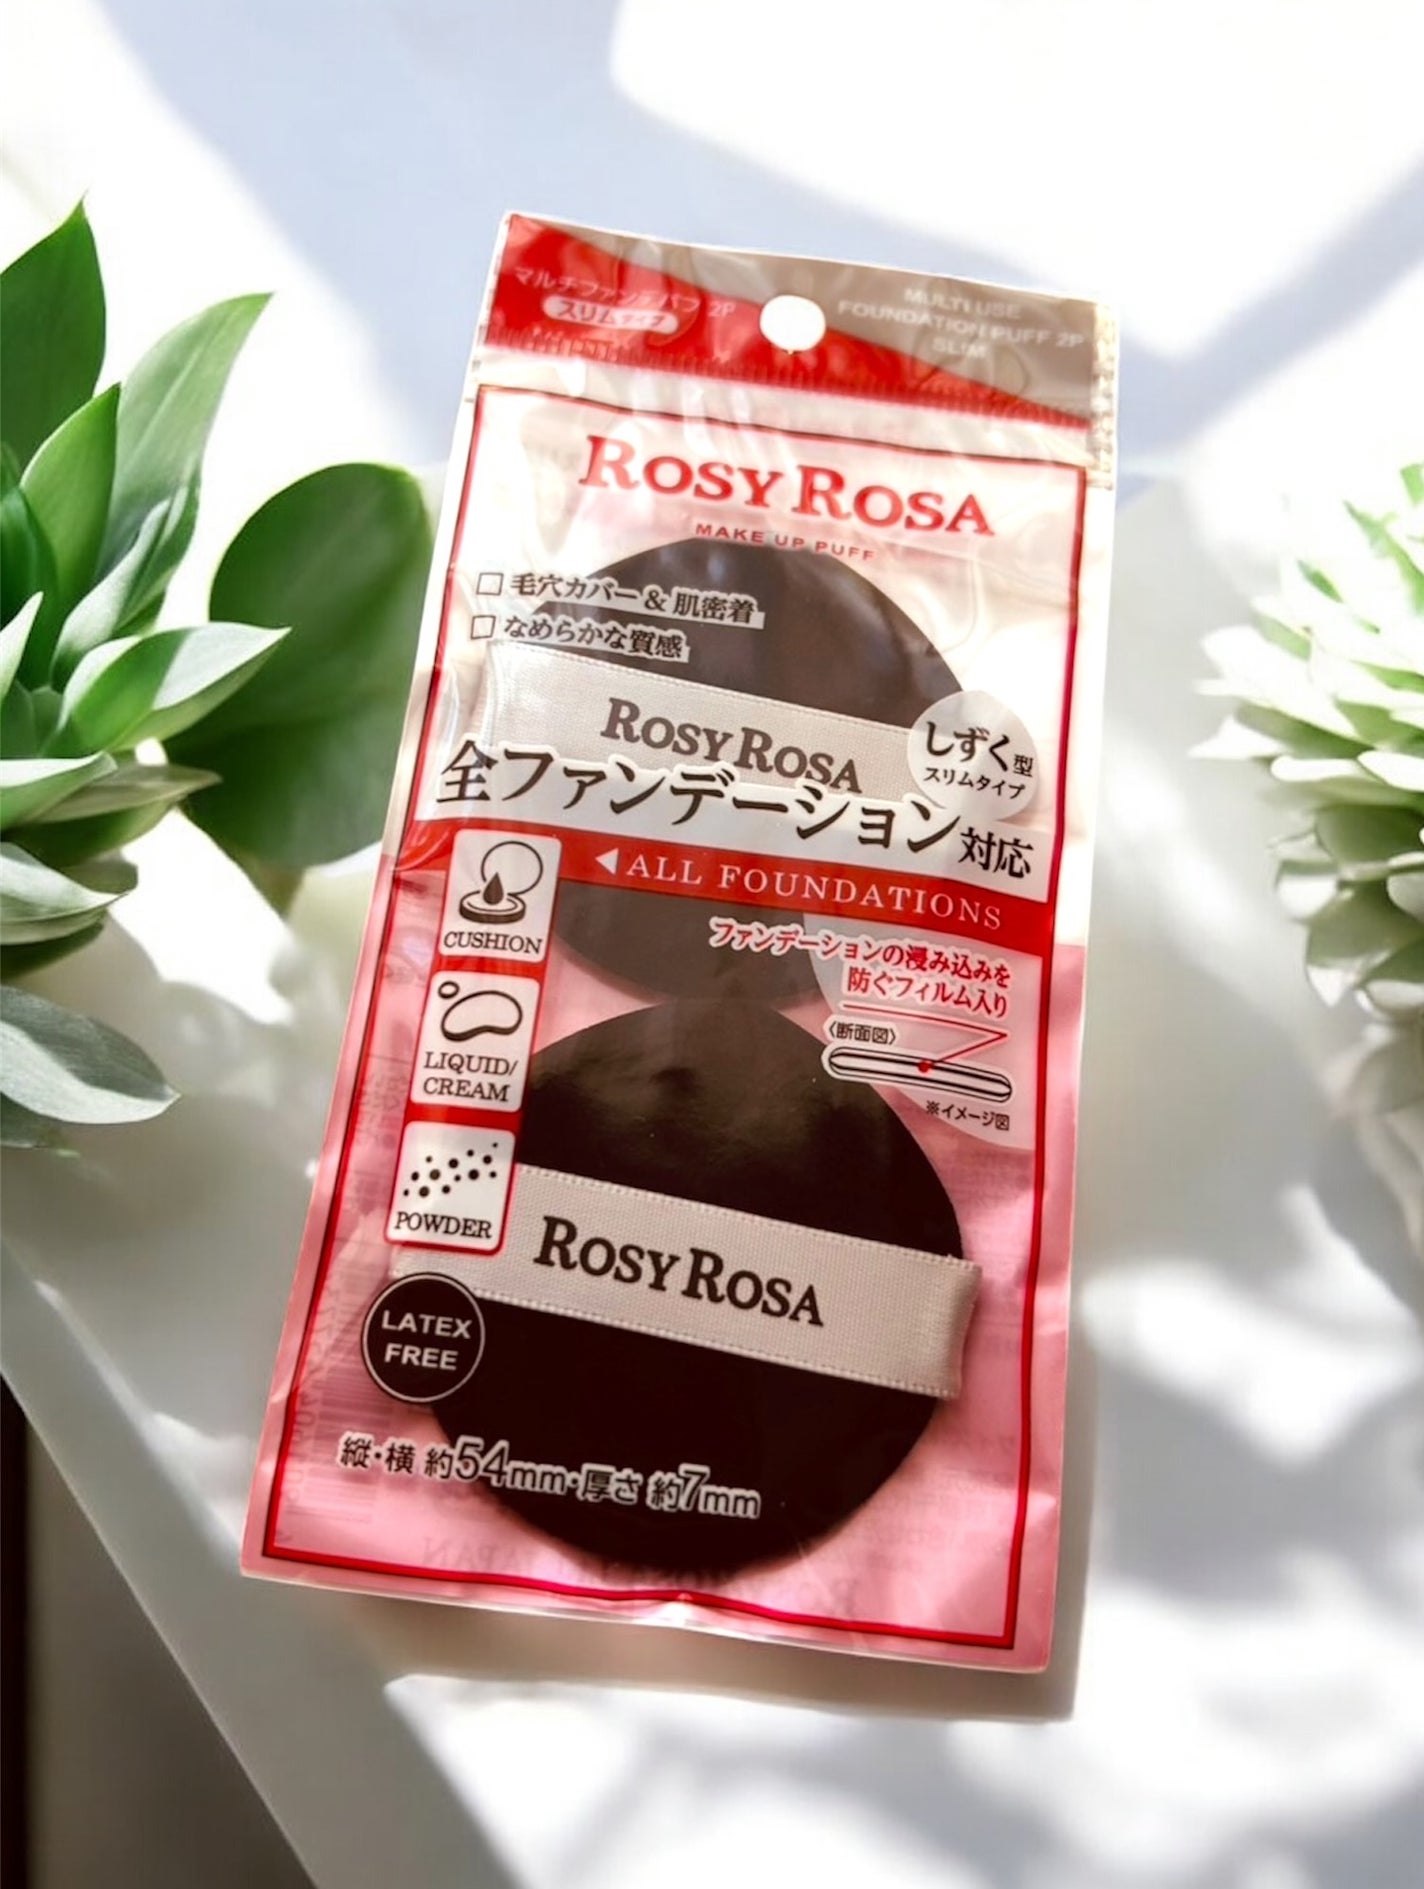 マルチファンデパフ 2P
スリムタイプ
MULTI USE
FOUNDATION PUFF 2P
SLIM
ROSY ROSA
MAKE UP PUFF
□ 毛穴カバー & 肌密着
□ なめらかな質感
ROSY ROSA
しずく型
スリムタイプ
全ファンデーション対応
◀ALL FOUNDATIONS
CUSHION
ファンデーションの浸み込みを
防ぐフィルム入り
〈断面図〉
※イメージ図
LIQUID/
CREAM
POWDER
ROSY ROSA
LATEX
FREE
縦・横 約54mm・厚さ 約7mm